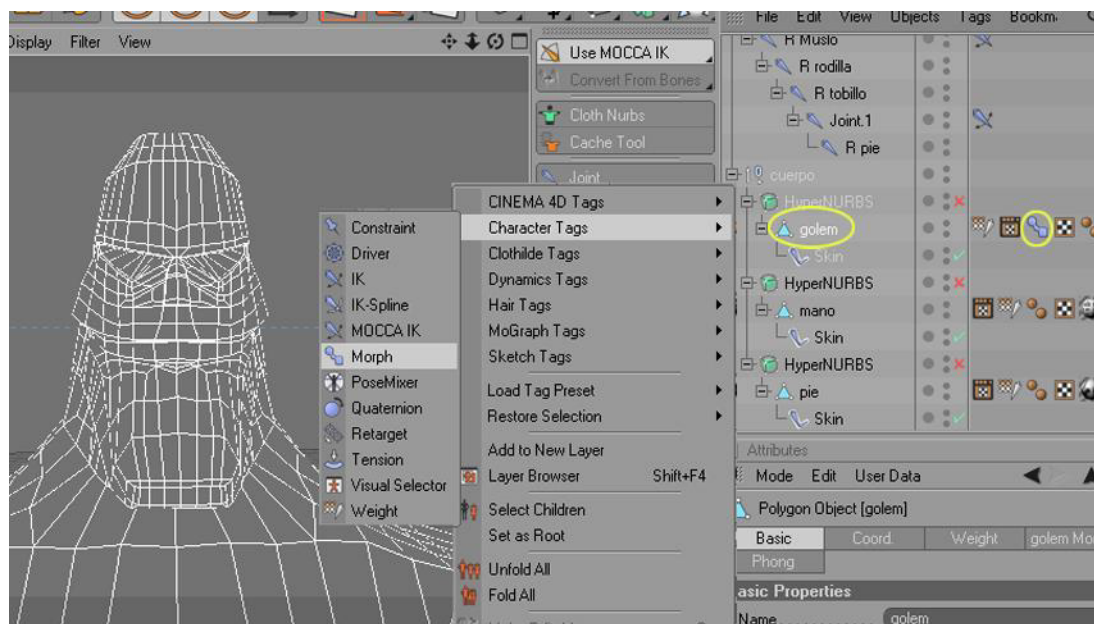 File Edit View Objects Tags Bookm.
Display Filter View
Use MOCCA IK
Convert From Bones
Cloth Nurbs
Cache Tool
Joint
CINEMA 4D Tags
Character Tags
Clothilde Tags
Dynamics Tags
Hair Tags
MoGraph Tags
Sketch Tags
Load Tag Preset
Restore Selection
Add to New Layer
Layer Browser Shift+F4
Select Children
Set as Root
Unfold All
Fold All
Constraint
Driver
IK
IK-Spline
MOCCA IK
Morph
PoseMixer
Quaternion
Retarget
Tension
Visual Selector
Weight
R Muslo
R rodilla
R tobillo
Joint.1
R pie
cuerpo
HyperNURBS
golem
Skin
HyperNURBS
mano
Skin
HyperNURBS
pie
Skin
Attributes
Mode Edit User Data
Polygon Object [golem]
Basic Coord. Weight golem Mo
Phong
asic Properties
Name golem